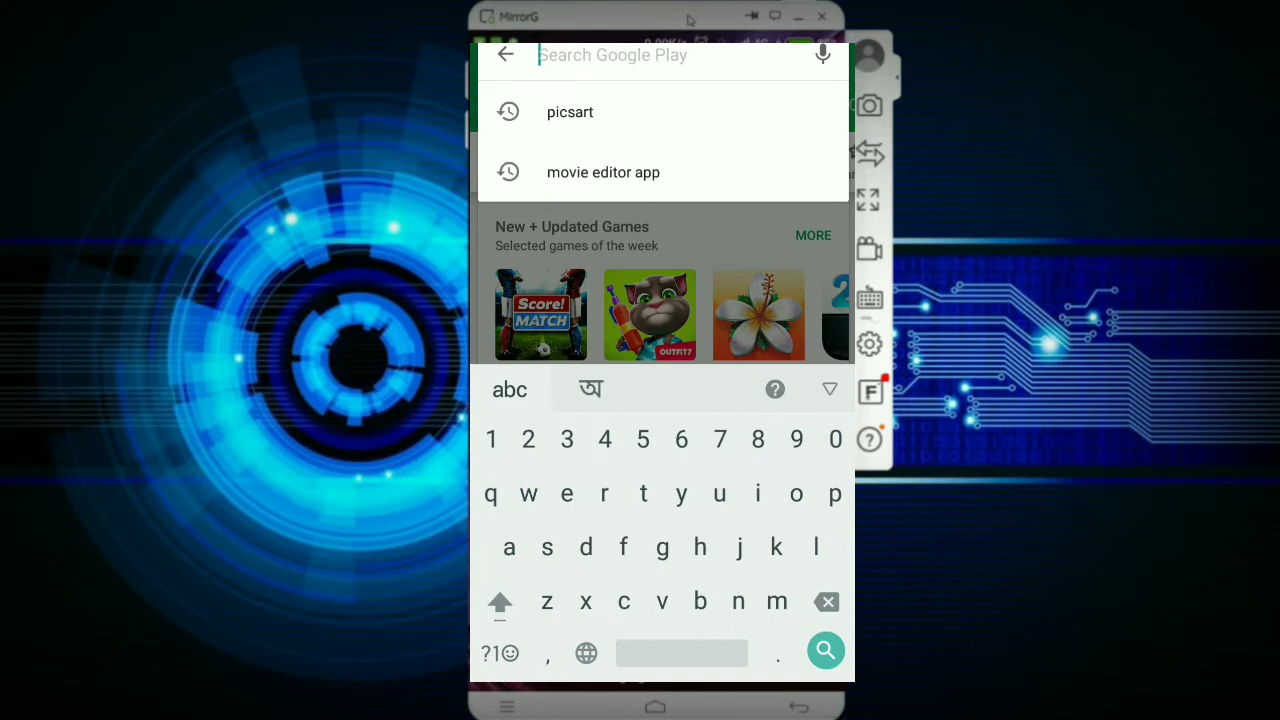 MirrorG
Search Google Play
picsart
movie editor app
New + Updated Games
Selected games of the week
MORE
Score!
MATCH
OUTFIT7
2
abc অ ?
1 2 3 4 5 6 7 8 9 0
q w e r t y u i o p
a s d f g h j k l
z x c v b n m
?1☺ , .
F
?